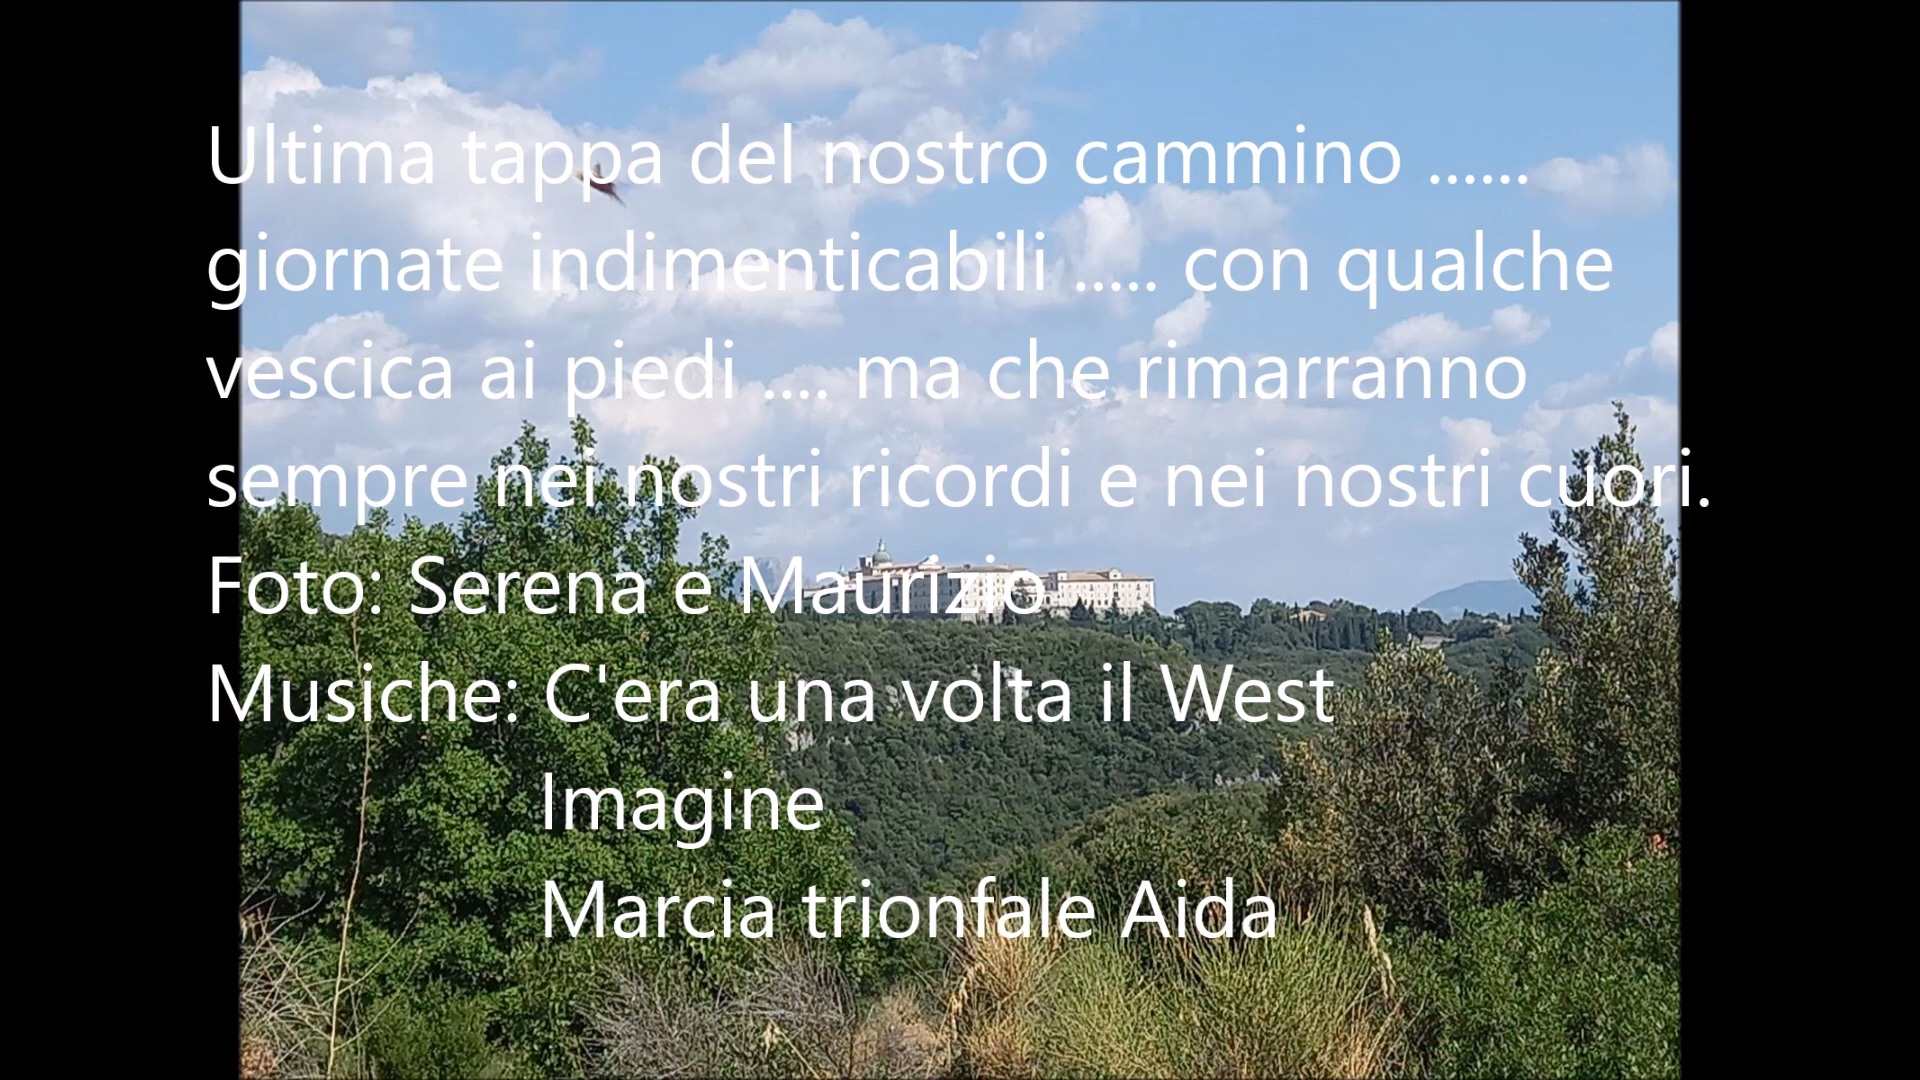 Ultima tappa del nostro cammino ......
giornate indimenticabili ..... con qualche
vescica ai piedi .... ma che rimarranno
sempre nei nostri ricordi e nei nostri cuori.
Foto: Serena e Maurizio
Musiche: C'era una volta il West
Imagine
Marcia trionfale Aida